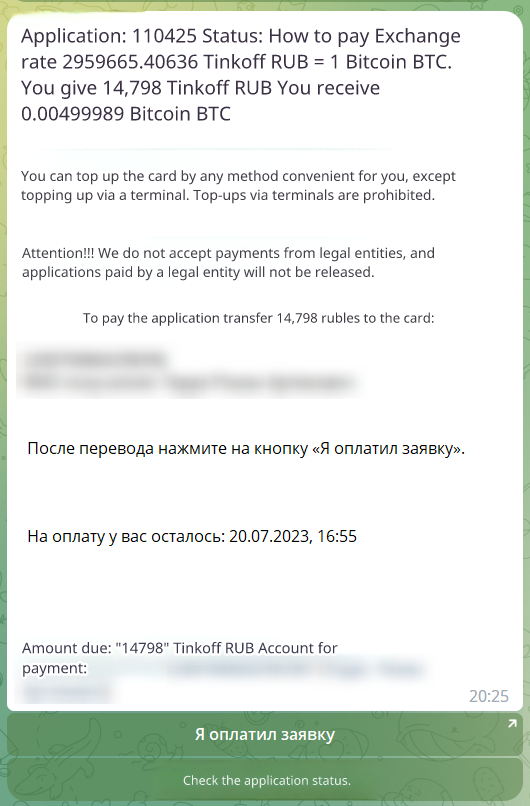 Application: 110425 Status: How to pay Exchange
rate 2959665.40636 Tinkoff RUB = 1 Bitcoin BTC.
You give 14,798 Tinkoff RUB You receive
0.00499989 Bitcoin BTC
You can top up the card by any method convenient for you, except
topping up via a terminal. Top-ups via terminals are prohibited.
Attention!!! We do not accept payments from legal entities, and
applications paid by a legal entity will not be released.
To pay the application transfer 14,798 rubles to the card:
После перевода нажмите на кнопку «Я оплатил заявку».
На оплату у вас осталось: 20.07.2023, 16:55
Amount due: "14798" Tinkoff RUB Account for
payment:
20:25
Я оплатил заявку
Check the application status.